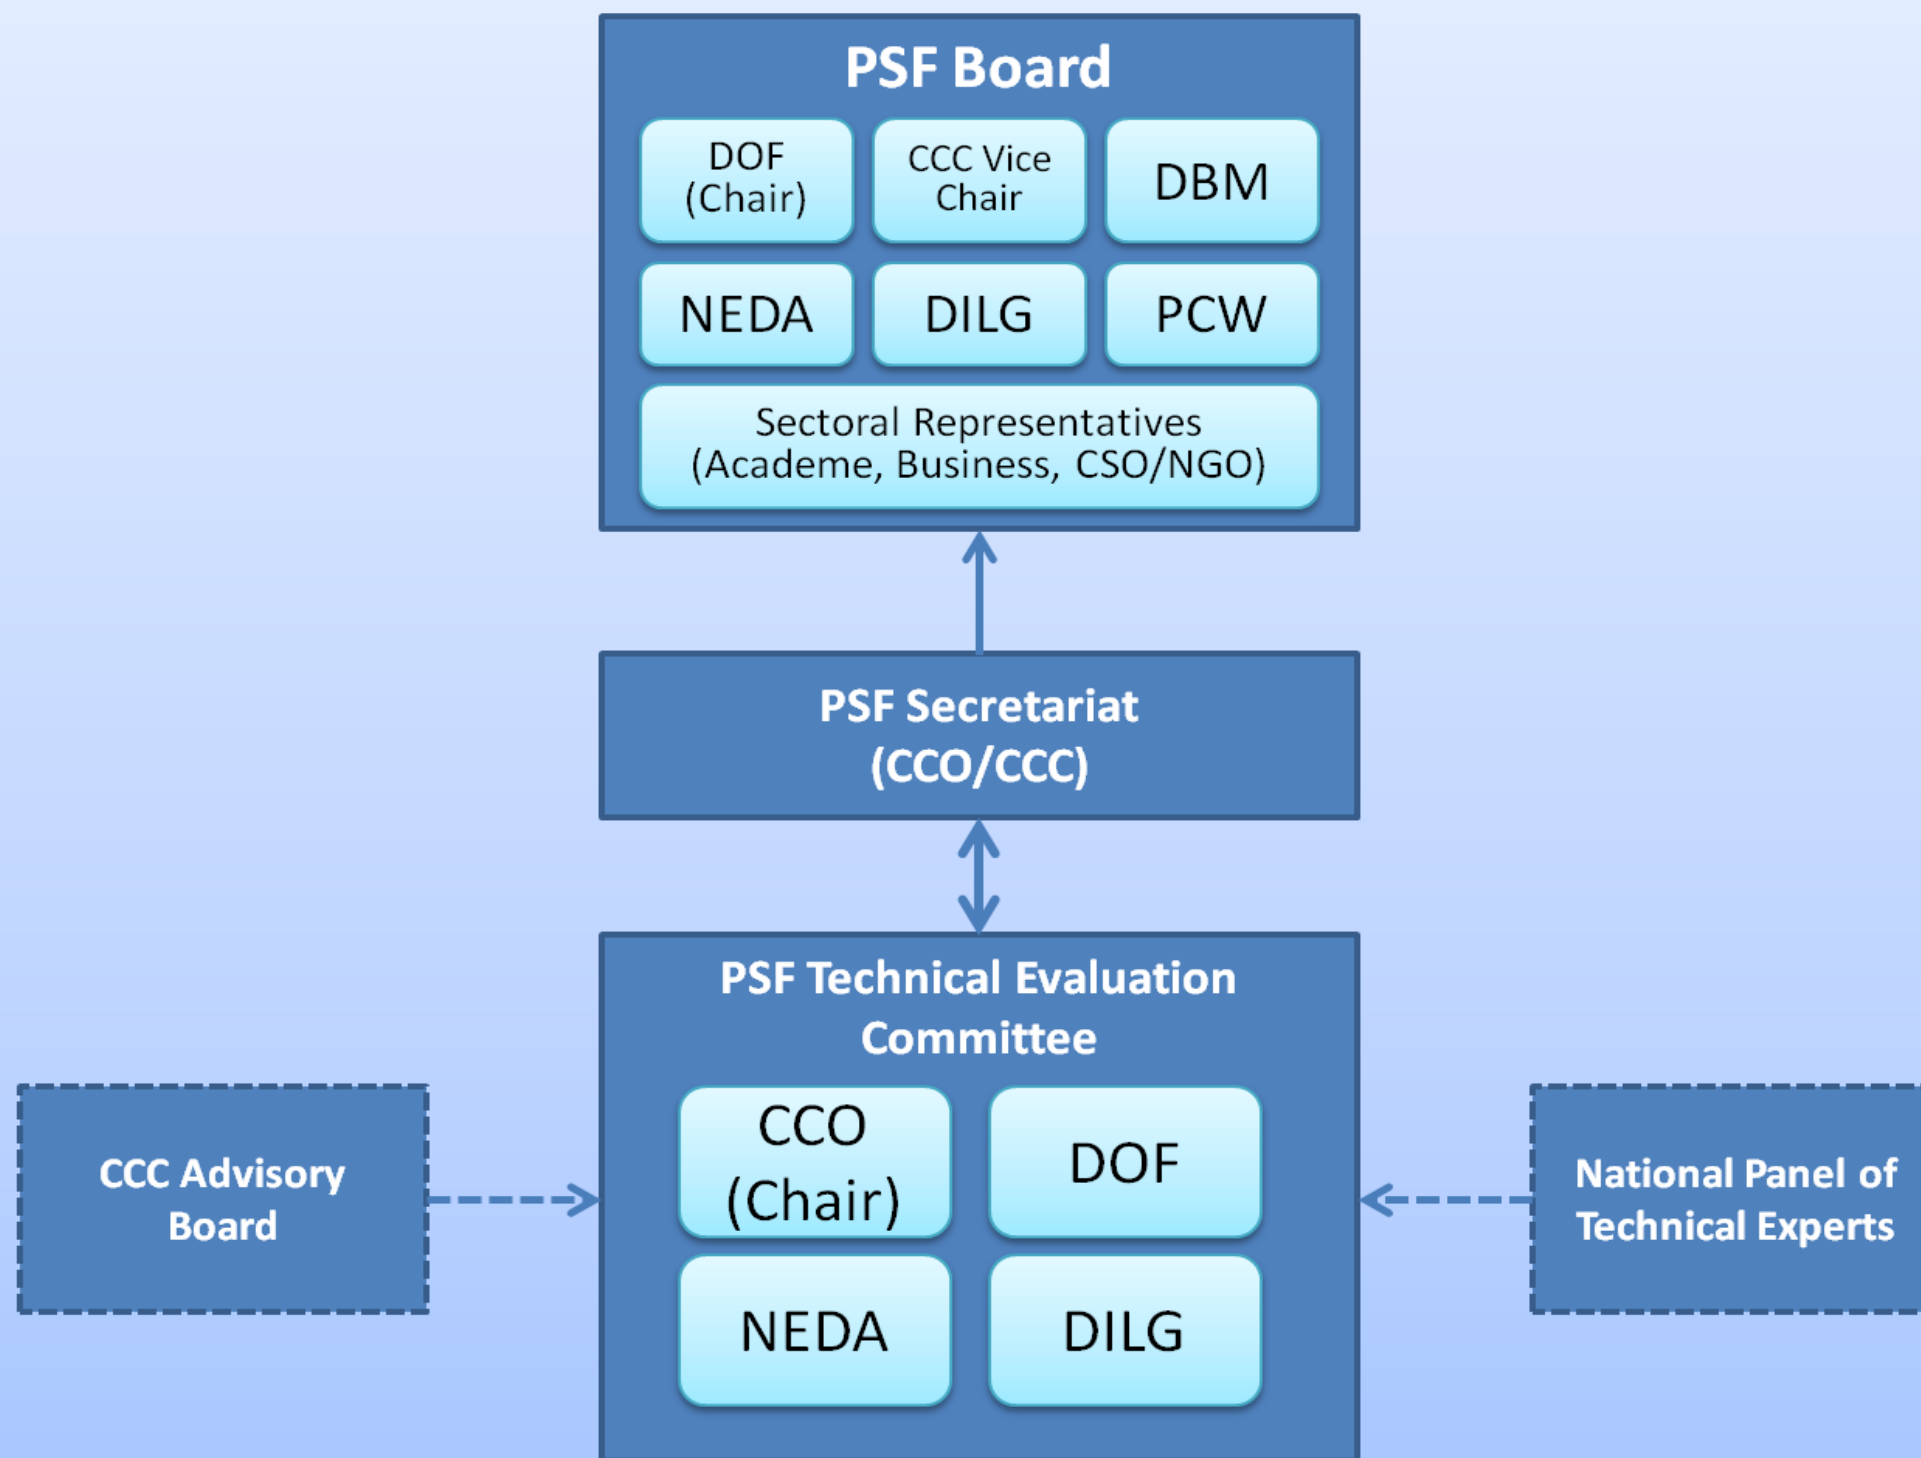 PSF Board
DOF
(Chair)
CCC Vice
Chair
DBM
NEDA
DILG
PCW
Sectoral Representatives
(Academe, Business, CSO/NGO)
PSF Secretariat
(CCO/CCC)
PSF Technical Evaluation
Committee
CCO
(Chair)
DOF
NEDA
DILG
CCC Advisory
Board
National Panel of
Technical Experts